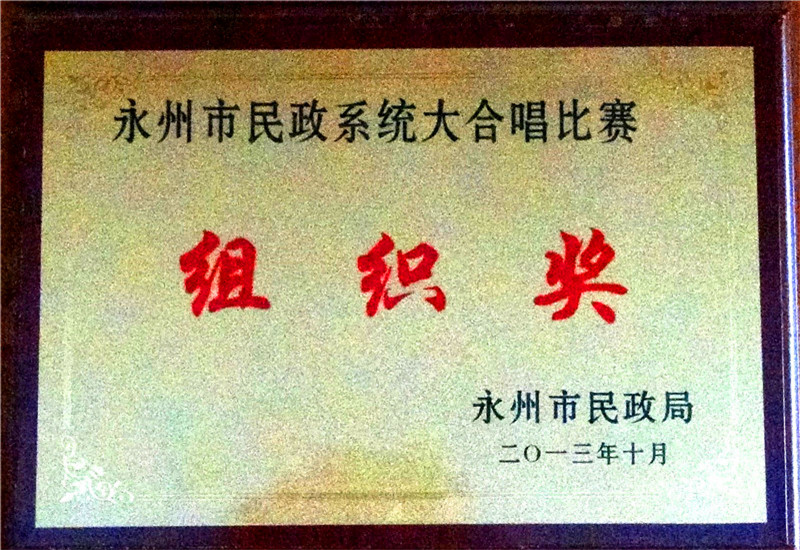 永州市民政系统大合唱比赛
组织奖
永州市民政局
二〇一三年十月